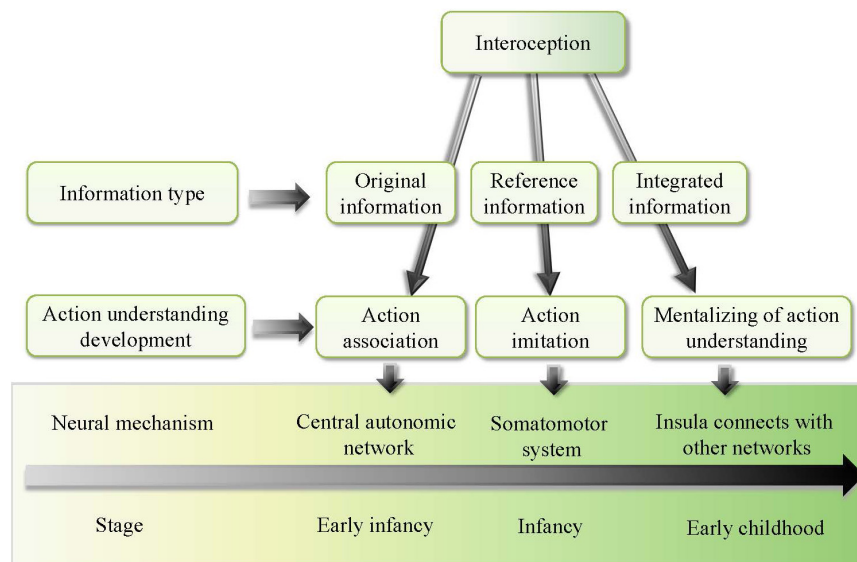 Interoception
Information type
Original
information
Reference
information
Integrated
information
Action understanding
development
Action
association
Action
imitation
Mentalizing of action
understanding
Neural mechanism
Central autonomic
network
Somatomotor
system
Insula connects with
other networks
Stage
Early infancy
Infancy
Early childhood